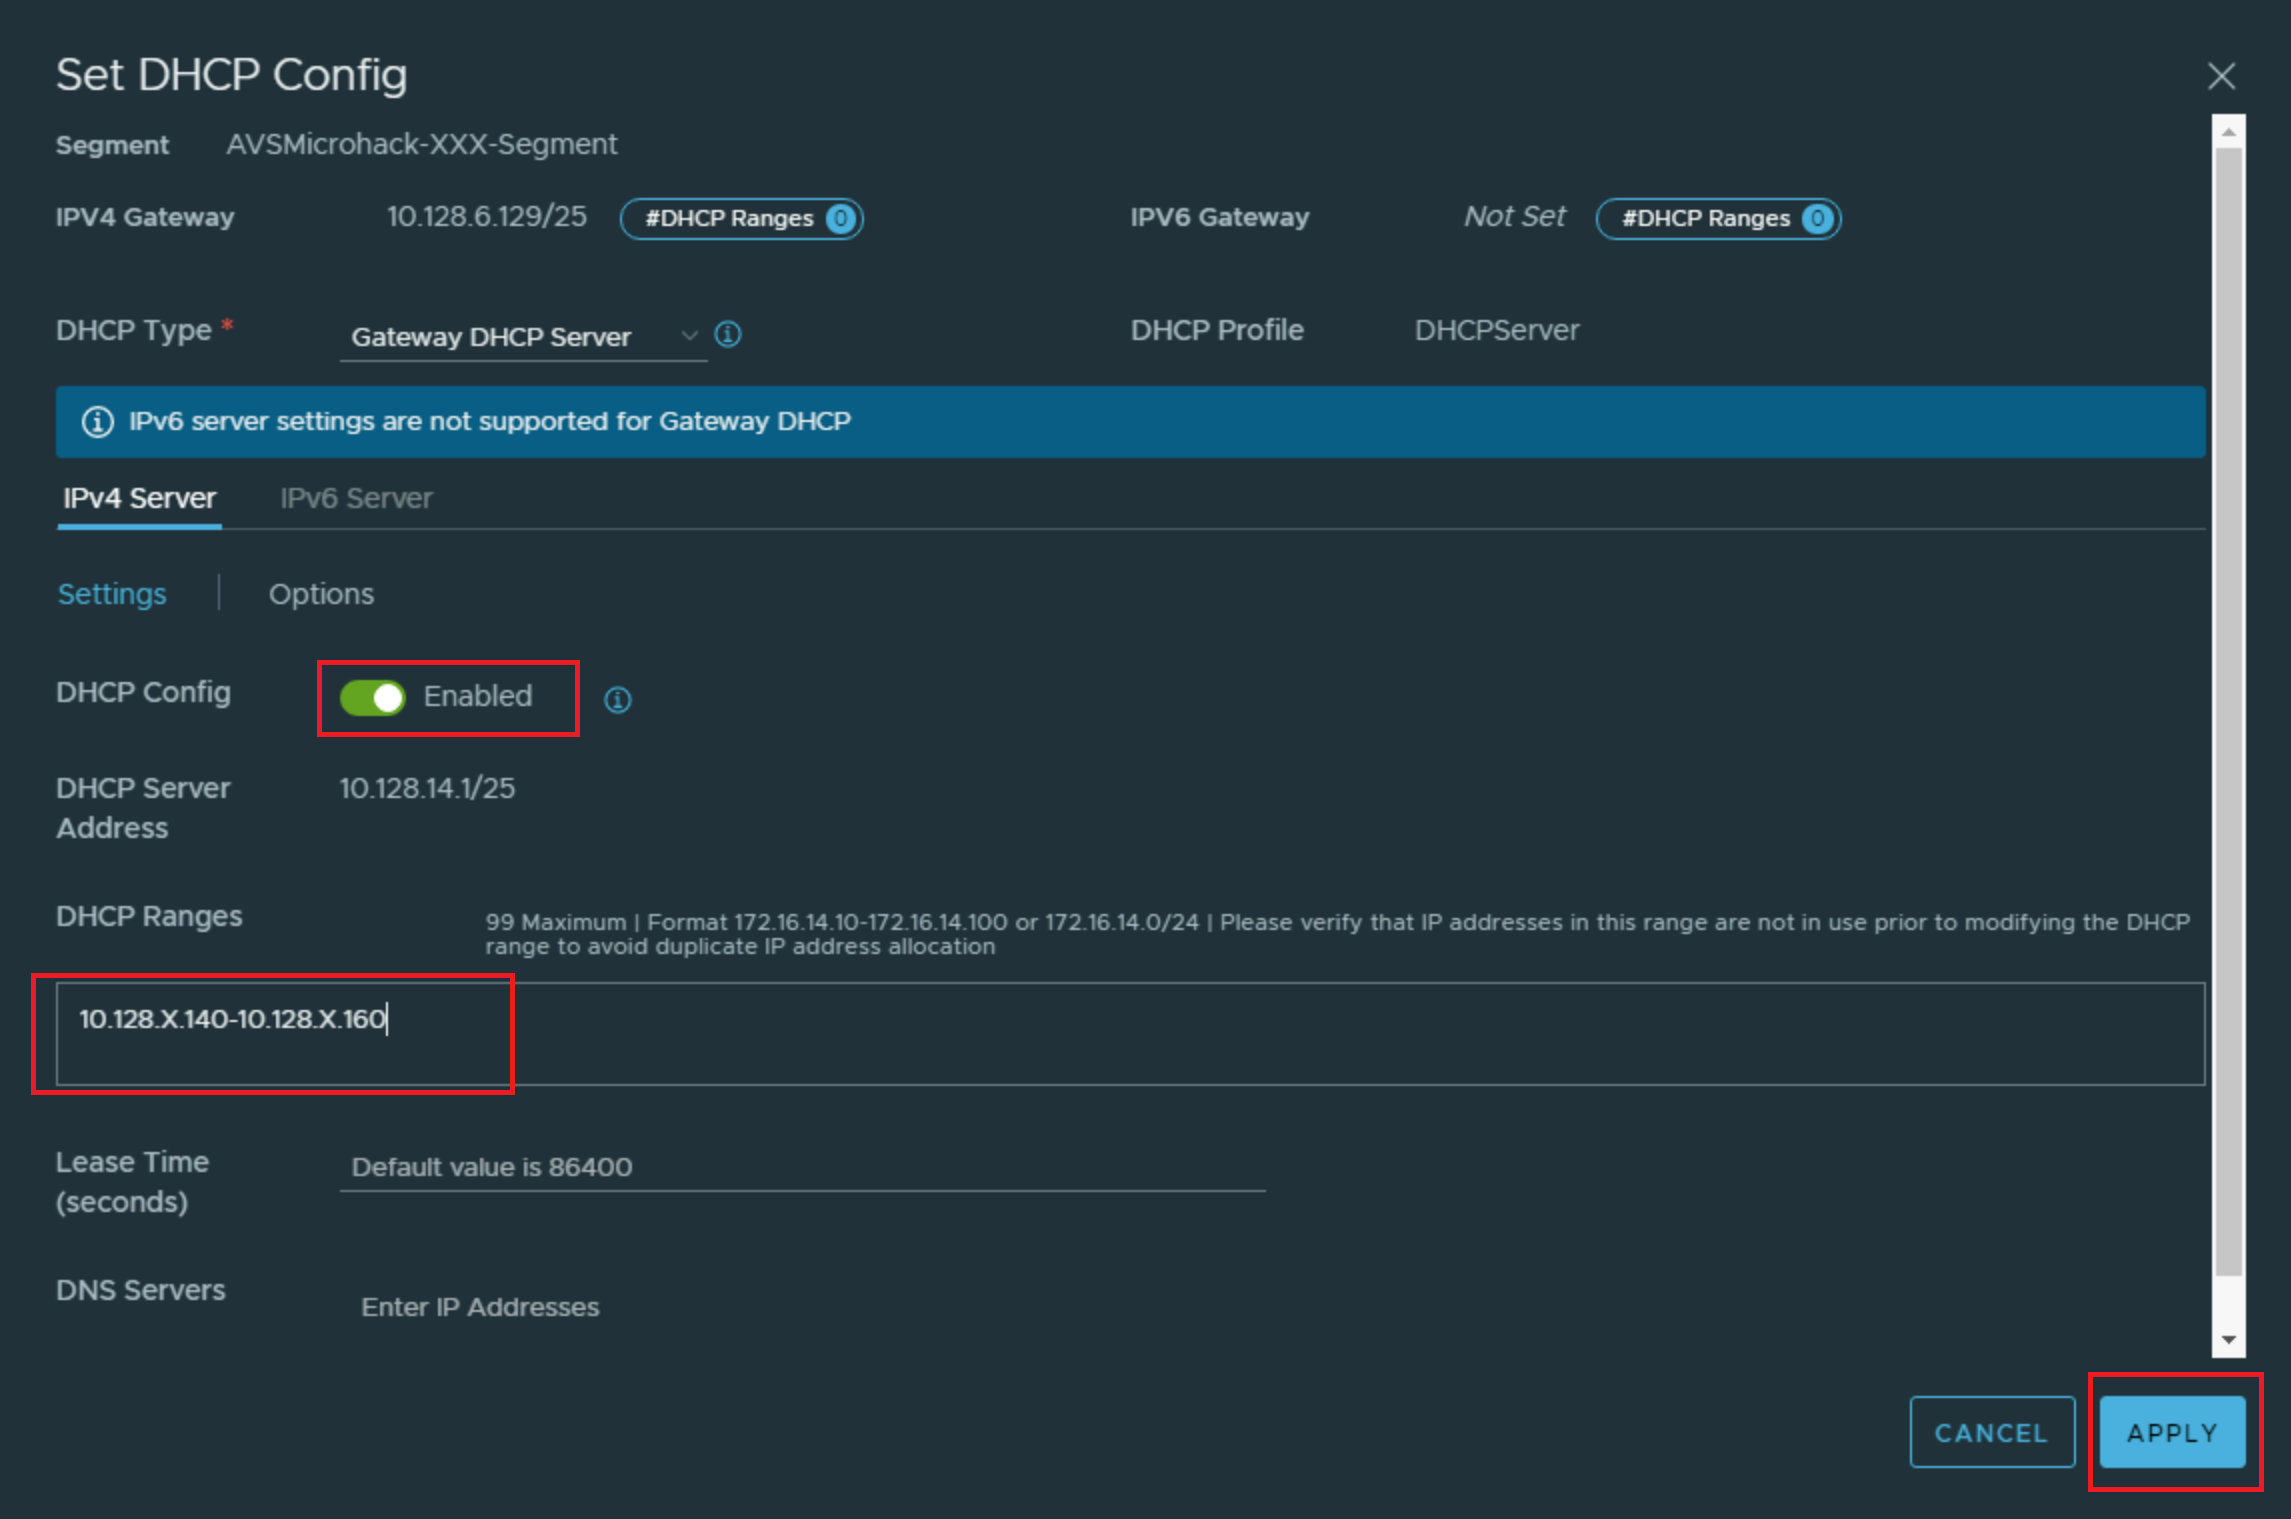 Set DHCP Config
Segment AVSMicrohack-XXX-Segment
IPV4 Gateway 10.128.6.129/25 #DHCP Ranges 0 IPV6 Gateway Not Set #DHCP Ranges 0
DHCP Type * Gateway DHCP Server DHCP Profile DHCPServer
IPv6 server settings are not supported for Gateway DHCP
IPv4 Server IPv6 Server
Settings | Options
DHCP Config Enabled
DHCP Server Address 10.128.14.1/25
DHCP Ranges 99 Maximum | Format 172.16.14.10-172.16.14.100 or 172.16.14.0/24 | Please verify that IP addresses in this range are not in use prior to modifying the DHCP
range to avoid duplicate IP address allocation
10.128.X.140-10.128.X.160
Lease Time (seconds) Default value is 86400
DNS Servers Enter IP Addresses
CANCEL APPLY